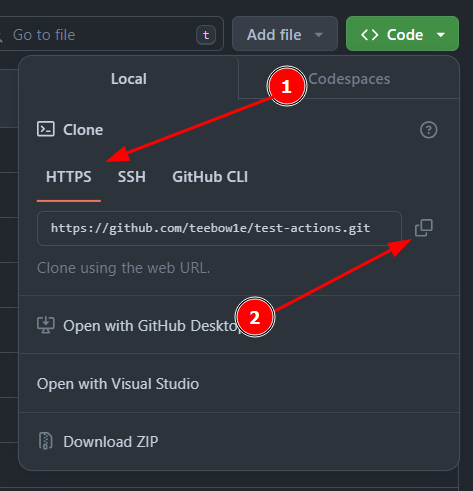 Go to file
t
Add file
<> Code
Local
1
Codespaces
Clone
?
HTTPS
SSH
GitHub CLI
https://github.com/teebow1e/test-actions.git
Clone using the web URL.
2
Open with GitHub Deskto
Open with Visual Studio
Download ZIP